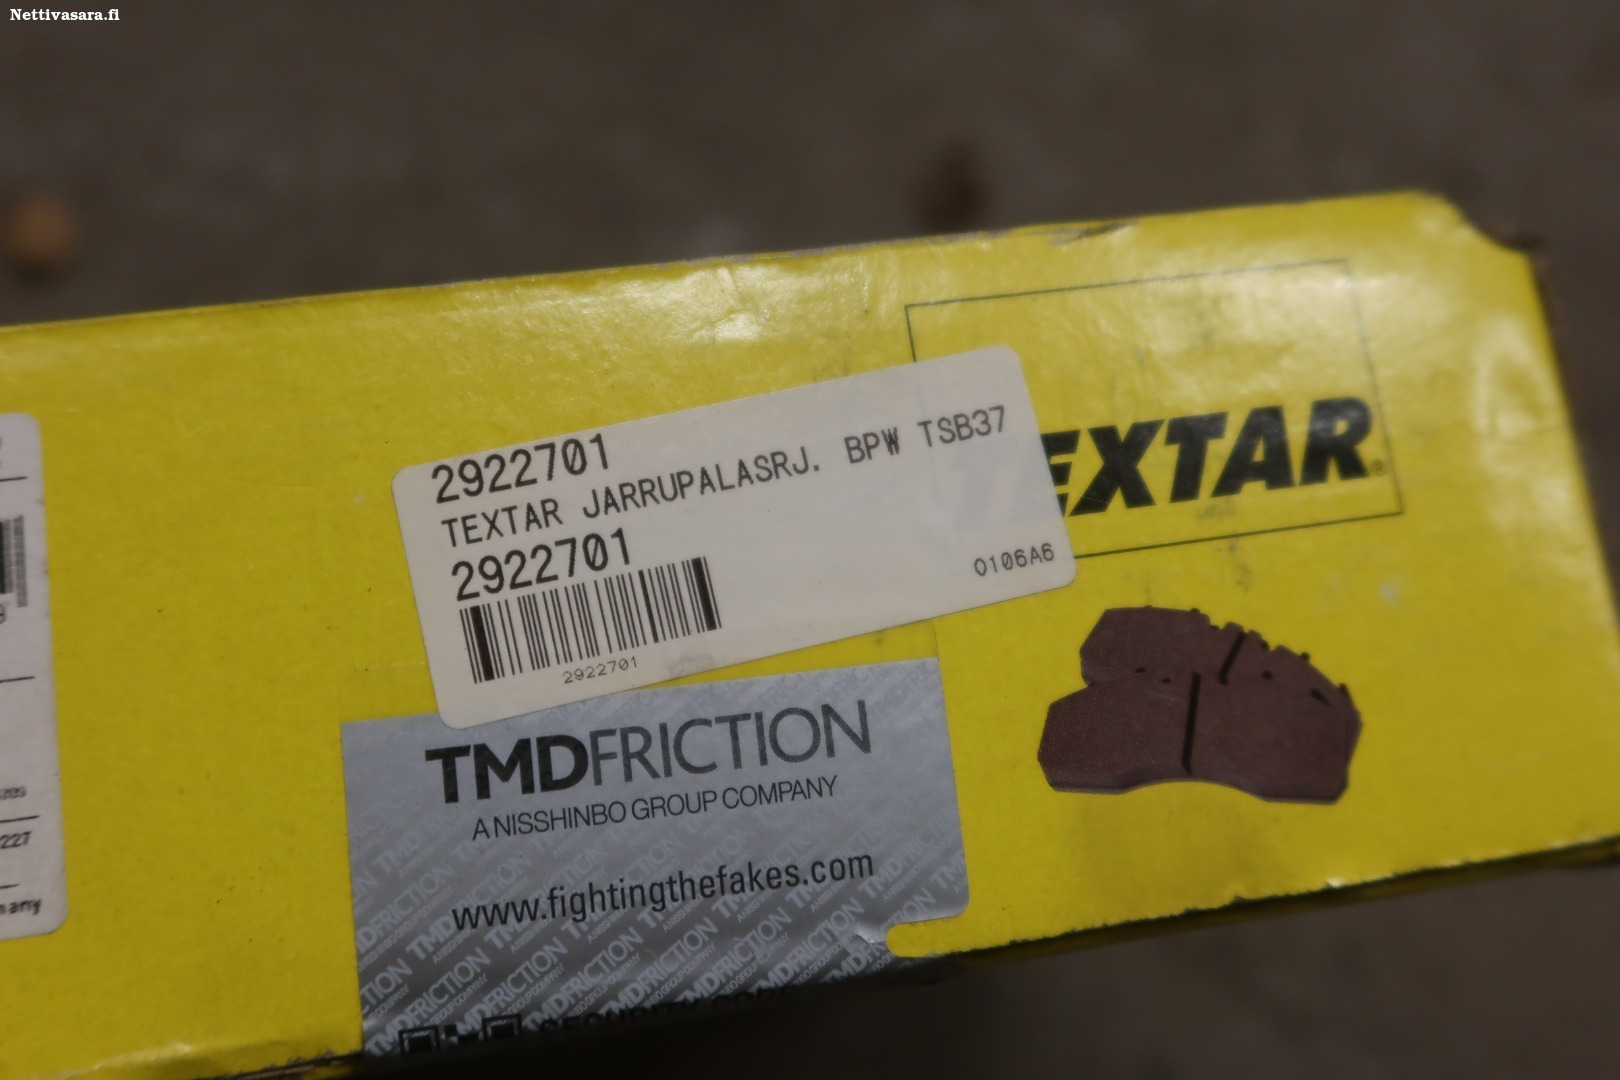 Nettivasara.fi
2922701
TEXTAR JARRUPALASRJ. BPW TSB37
2922701
0106A6
2922701
TEXTAR
TMDFRICTION
A NISSHINBO GROUP COMPANY
www.fightingthefakes.com